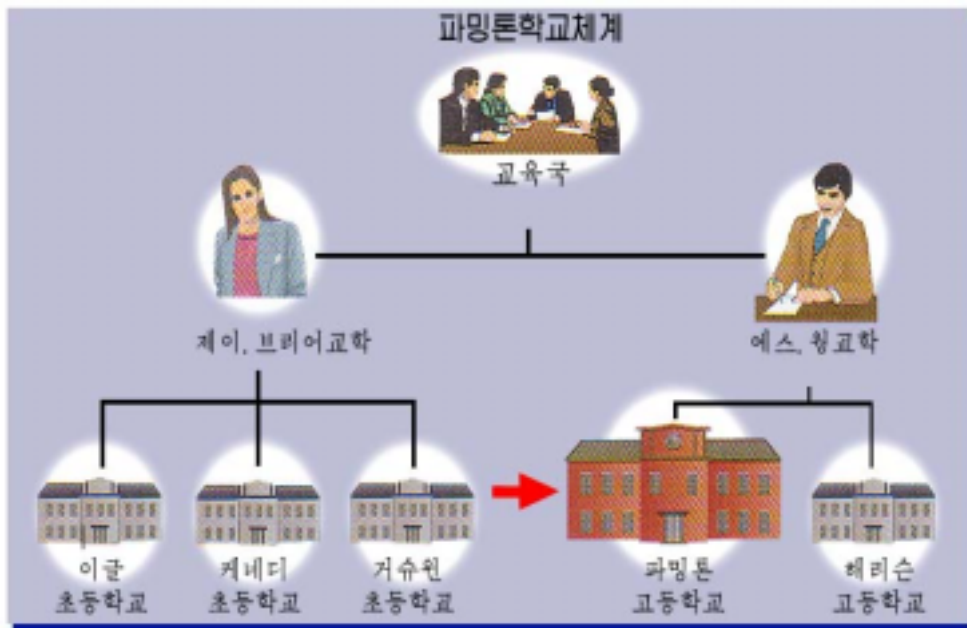 파밍톤학교체계
교육국
제이, 브리어교학
에스, 웡교학
이글
초등학교
케네디
초등학교
거슈윈
초등학교
파밍톤
고등학교
해리슨
고등학교